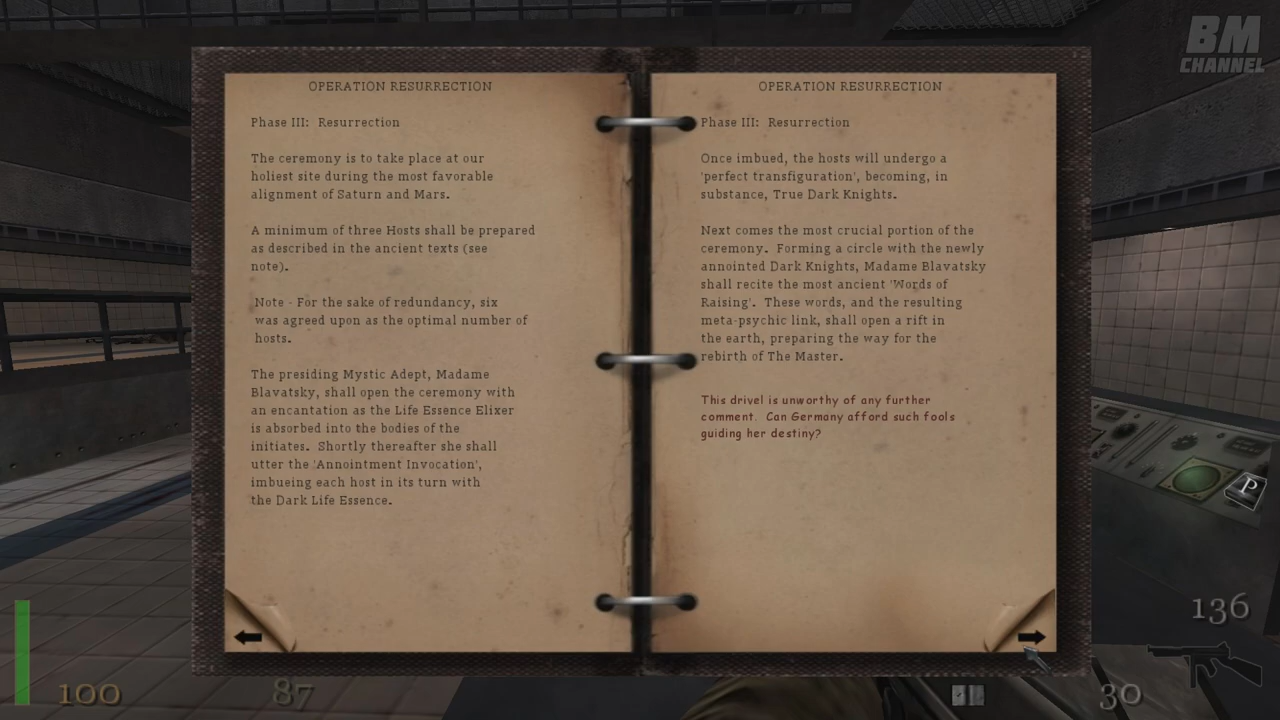 BM
CHANNEL
OPERATION RESURRECTION
Phase III:  Resurrection
The ceremony is to take place at our
holiest site during the most favorable
alignment of Saturn and Mars.
A minimum of three Hosts shall be prepared
as described in the ancient texts (see
note).
Note - For the sake of redundancy, six
was agreed upon as the optimal number of
hosts.
The presiding Mystic Adept, Madame
Blavatsky, shall open the ceremony with
an encantation as the Life Essence Elixer
is absorbed into the bodies of the
initiates.  Shortly thereafter she shall
utter the 'Annointment Invocation',
imbueing each host in its turn with
the Dark Life Essence.
OPERATION RESURRECTION
Phase III:  Resurrection
Once imbued, the hosts will undergo a
'perfect transfiguration', becoming, in
substance, True Dark Knights.
Next comes the most crucial portion of the
ceremony.  Forming a circle with the newly
annointed Dark Knights, Madame Blavatsky
shall recite the most ancient 'Words of
Raising'.  These words, and the resulting
meta-psychic link, shall open a rift in
the earth, preparing the way for the
rebirth of The Master.
This drivel is unworthy of any further
comment.  Can Germany afford such fools
guiding her destiny?
P
136
100
87
30